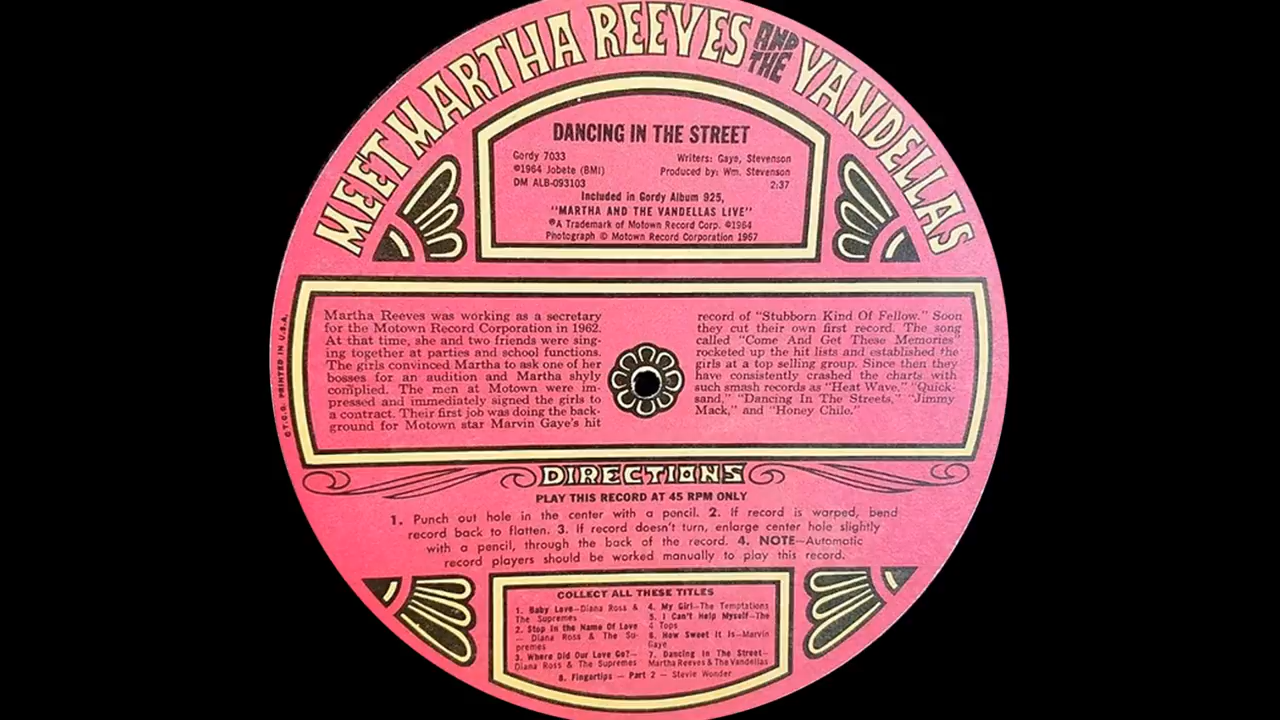 MEET MARTHA REEVES AND THE VANDELLAS
DANCING IN THE STREET
Gordy 7033
©1964 Jobete (BMI)
DM ALB-093103
Writers: Gaye, Stevenson
Produced by: Wm. Stevenson
2:37
Included in Gordy Album 925,
"MARTHA AND THE VANDELLAS LIVE"
®A Trademark of Motown Record Corp. ©1964
Photograph © Motown Record Corporation 1967
©T.C.G. PRINTED IN U.S.A.
Martha Reeves was working as a secretary
for the Motown Record Corporation in 1962.
At that time, she and two friends were sing-
ing together at parties and school functions.
The girls convinced Martha to ask one of her
bosses for an audition and Martha shyly
complied. The men at Motown were im-
pressed and immediately signed the girls to
a contract. Their first job was doing the back-
ground for Motown star Marvin Gaye's hit
record of "Stubborn Kind Of Fellow." Soon
they cut their own first record. The song
called "Come And Get These Memories"
rocketed up the hit lists and established the
girls at a top selling group. Since then they
have consistently crashed the charts with
such smash records as "Heat Wave." "Quick-
sand," "Dancing In The Streets," "Jimmy
Mack," and "Honey Chile."
DIRECTIONS
PLAY THIS RECORD AT 45 RPM ONLY
1. Punch out hole in the center with a pencil. 2. If record is warped, bend
record back to flatten. 3. If record doesn't turn, enlarge center hole slightly
with a pencil, through the back of the record. 4. NOTE—Automatic
record players should be worked manually to play this record.
COLLECT ALL THESE TITLES
1. Baby Love—Diana Ross &
The Supremes
2. Stop in the Name Of Love
— Diana Ross & The Su-
premes
3. Where Did Our Love Go?—
Diana Ross & The Supremes
4. My Girl—The Temptations
5. I Can't Help Myself—The
4 Tops
6. How Sweet It Is—Marvin
Gaye
7. Dancing In The Street—
Martha Reeves & The Vandellas
8. Fingertips — Part 2 — Stevie Wonder